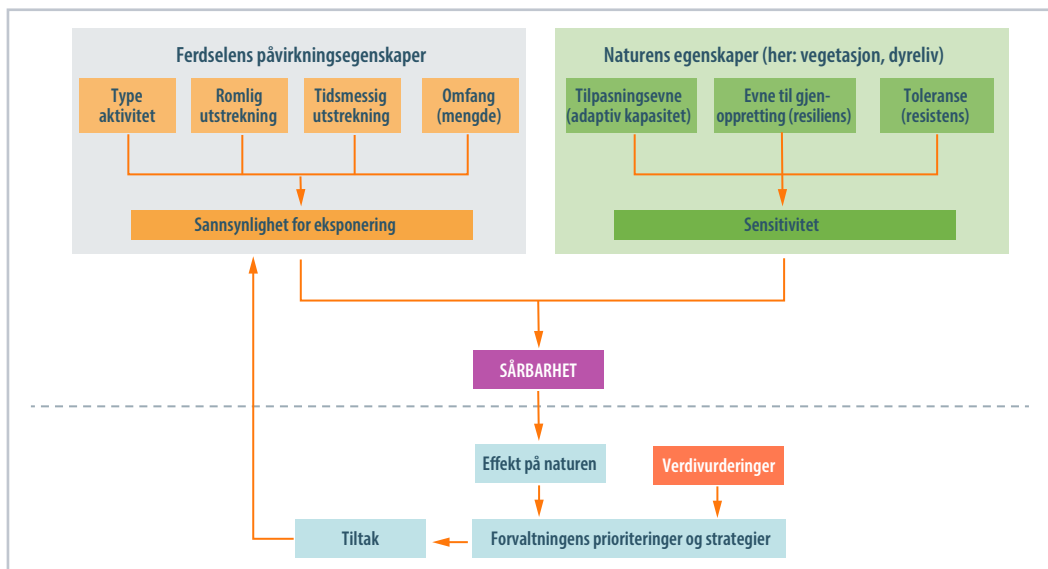 Ferdselens påvirkningsegenskaper
Type
aktivitet
Romlig
utstrekning
Tidsmessig
utstrekning
Omfang
(mengde)
Sannsynlighet for eksponering
Naturens egenskaper (her: vegetasjon, dyreliv)
Tilpasningsevne
(adaptiv kapasitet)
Evne til gjen-
oppretting (resiliens)
Toleranse
(resistens)
Sensitivitet
SÅRBARHET
Effekt på naturen
Verdivurderinger
Tiltak
Forvaltningens prioriteringer og strategier